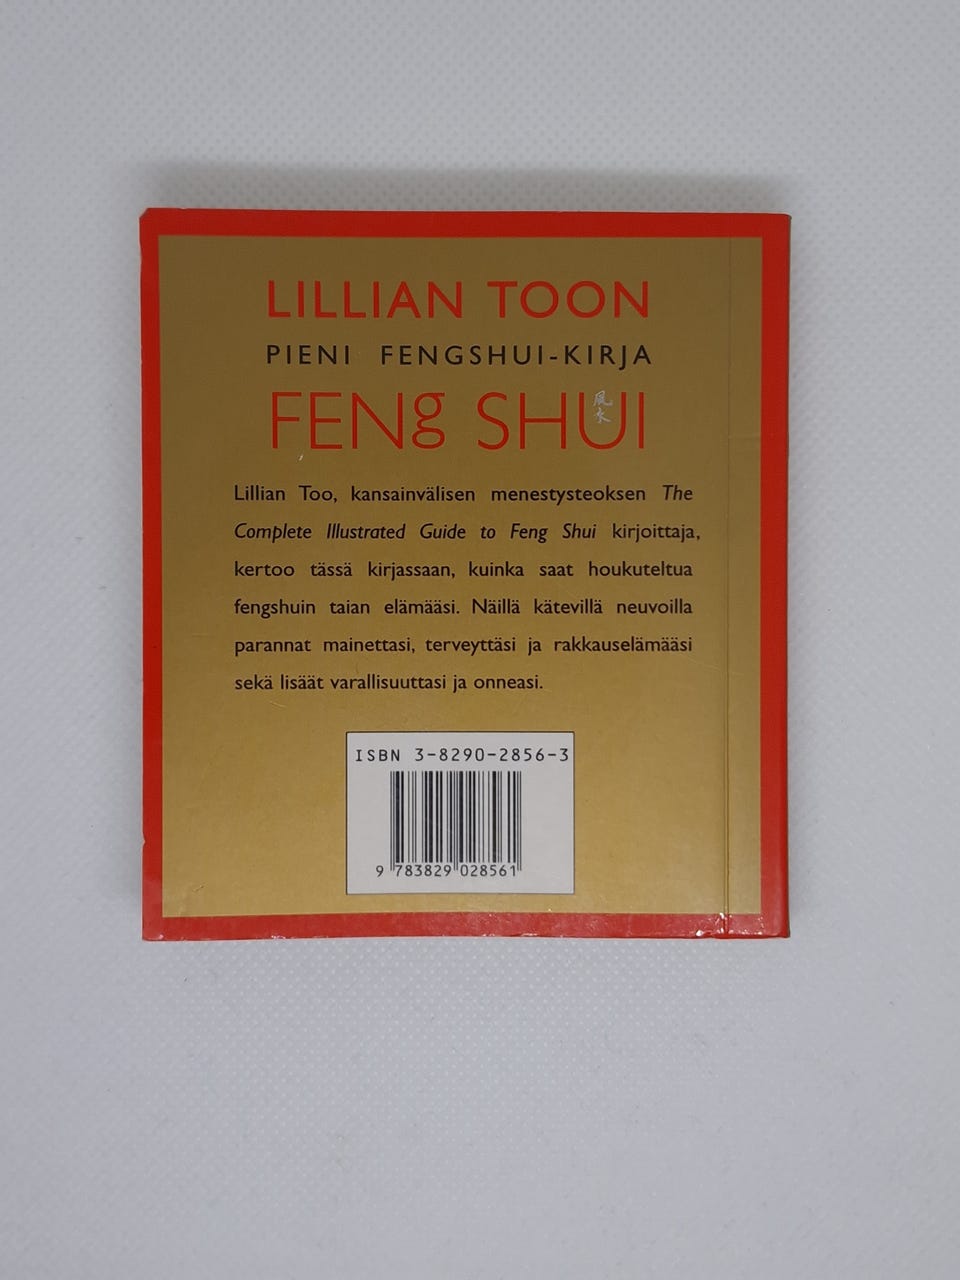 LILLIAN TOON
PIENI FENGSHUI-KIRJA
FENg SHUI
風水
Lillian Too, kansainvälisen menestysteoksen The
Complete Illustrated Guide to Feng Shui kirjoittaja,
kertoo tässä kirjassaan, kuinka saat houkuteltua
fengshuin taian elämääsi. Näillä kätevillä neuvoilla
parannat mainettasi, terveyttäsi ja rakkauselämääsi
sekä lisäät varallisuuttasi ja onneasi.
ISBN 3-8290-2856-3
9 783829 028561